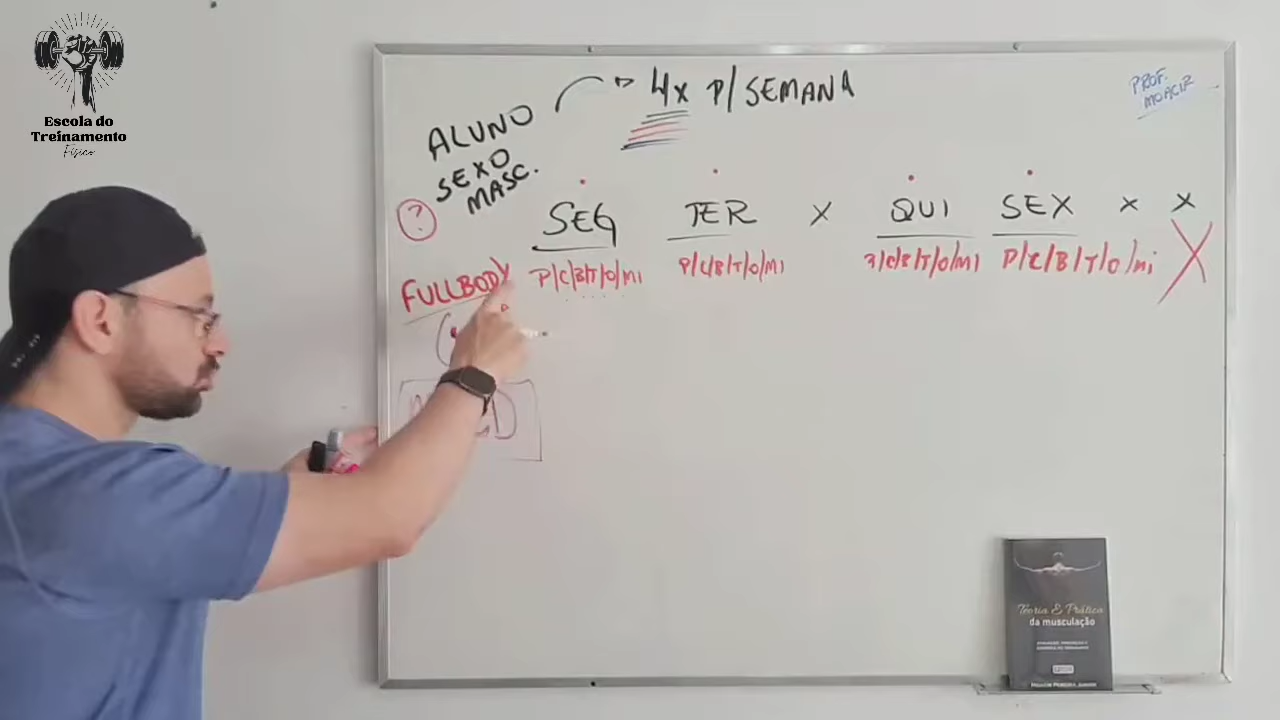 Escola do
Treinamento
Físico
ALUNO
SEXO
MASC.
4x P/SEMANA
PROF.
MOACIR
?
SEG TER X QUI SEX X X
FULLBODY P/C/B/T/O/MI P/C/B/T/O/MI P/C/B/T/O/MI P/C/B/T/O/MI X
Teoria & Prática
da musculação